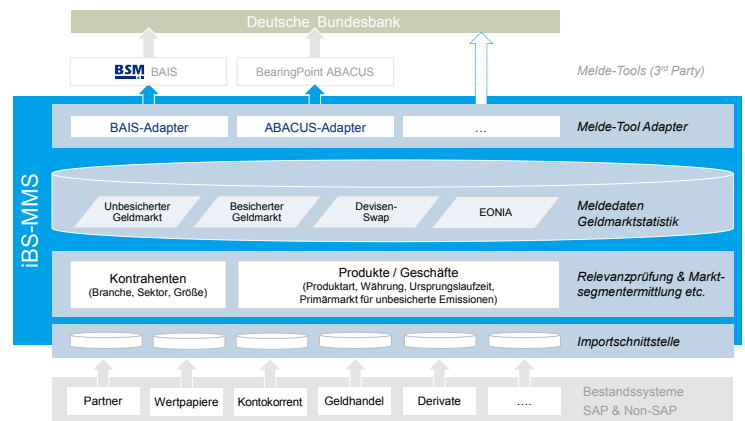 Deutsche Bundesbank
BSM BAIS
BearingPoint ABACUS
Melde-Tools (3rd Party)
iBS-MMS
BAIS-Adapter
ABACUS-Adapter
…
Melde-Tool Adapter
Unbesicherter
Geldmarkt
Besicherter
Geldmarkt
Devisen-
Swap
EONIA
Meldedaten
Geldmarktstatistik
Kontrahenten
(Branche, Sektor, Größe)
Produkte / Geschäfte
(Produktart, Währung, Ursprungslaufzeit,
Primärmarkt für unbesicherte Emissionen)
Relevanzprüfung & Markt-
segmentermittlung etc.
Importschnittstelle
Partner
Wertpapiere
Kontokorrent
Geldhandel
Derivate
….
Bestandssysteme
SAP & Non-SAP